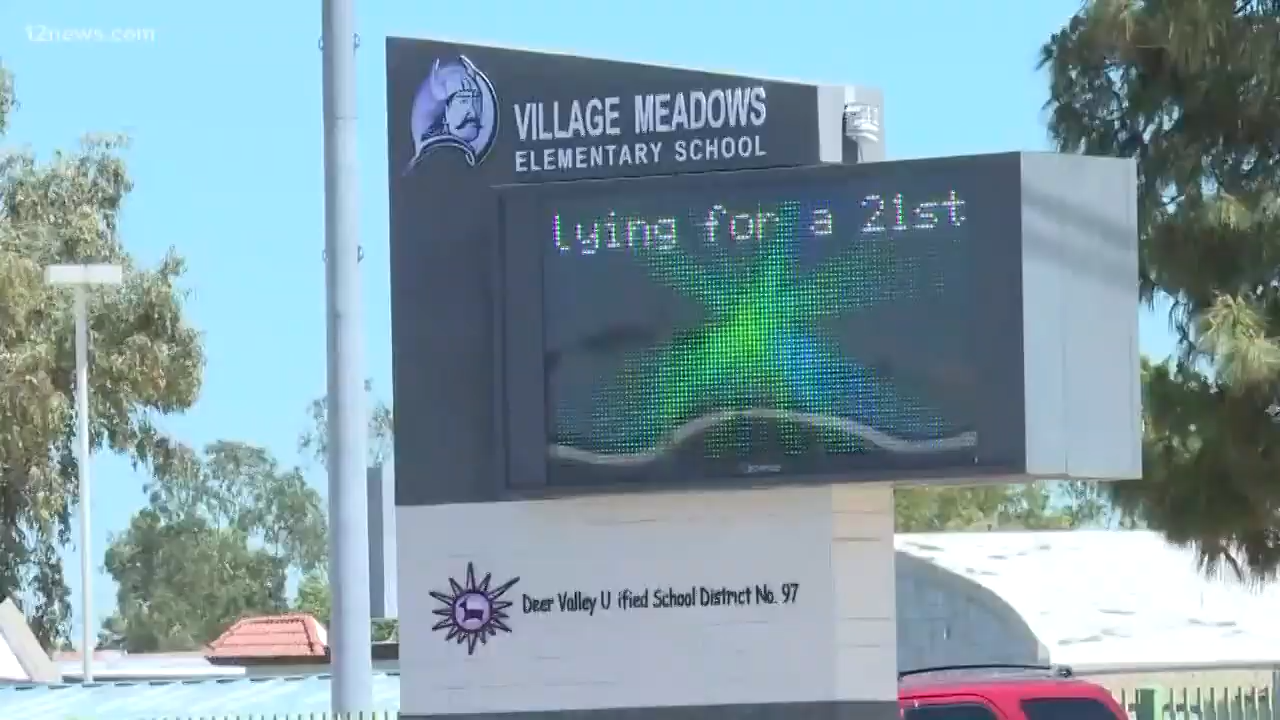 12news.com
VILLAGE MEADOWS
ELEMENTARY SCHOOL
lying for a 21st
Deer Valley U ified School District No. 97